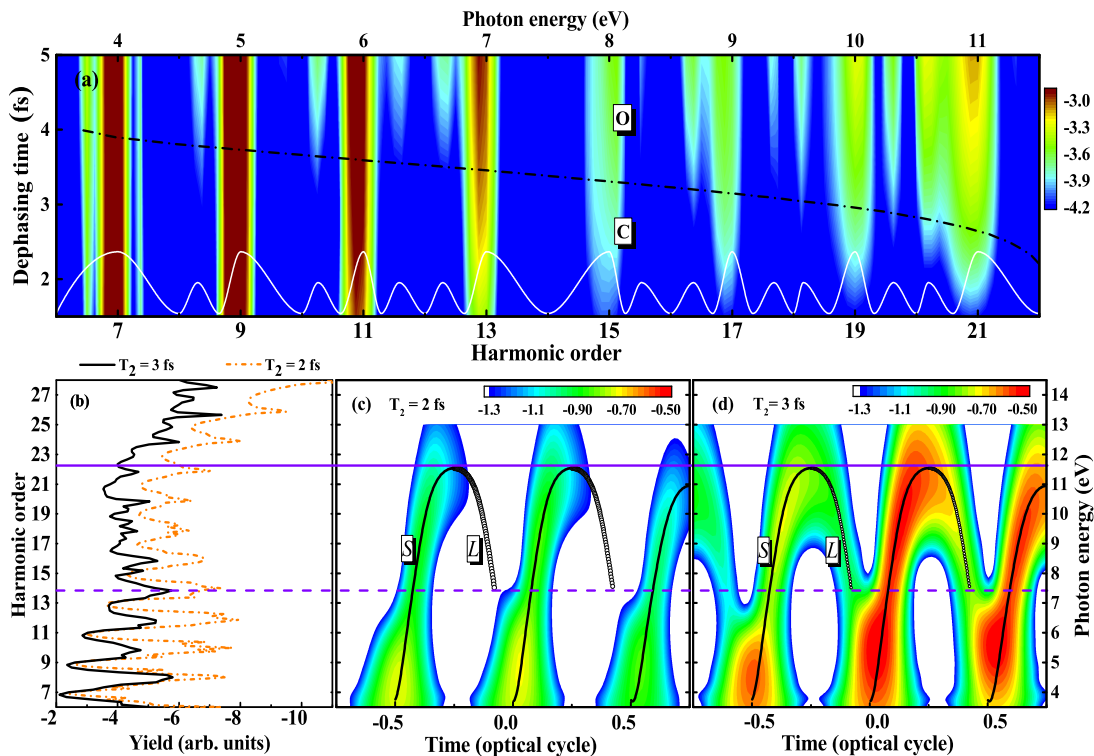 Photon energy (eV)
4 5 6 7 8 9 10 11
Dephasing time (fs)
5
4
3
2
(a)
O
C
-3.0
-3.3
-3.6
-3.9
-4.2
7 9 11 13 15 17 19 21
Harmonic order
T2 = 3 fs T2 = 2 fs
Harmonic order
27
25
23
21
19
17
15
13
11
9
7
(b)
-2 -4 -6 -8 -10
Yield (arb. units)
(c) T2 = 2 fs
-1.3 -1.1 -0.90 -0.70 -0.50
S L
-0.5 0.0 0.5
Time (optical cycle)
(d) T2= 3 fs
-1.3 -1.1 -0.90 -0.70 -0.50
S L
-0.5 0.0 0.5
Time (optical cycle)
14
13
12
11
10
9
8
7
6
5
4
3
Photon energy (eV)